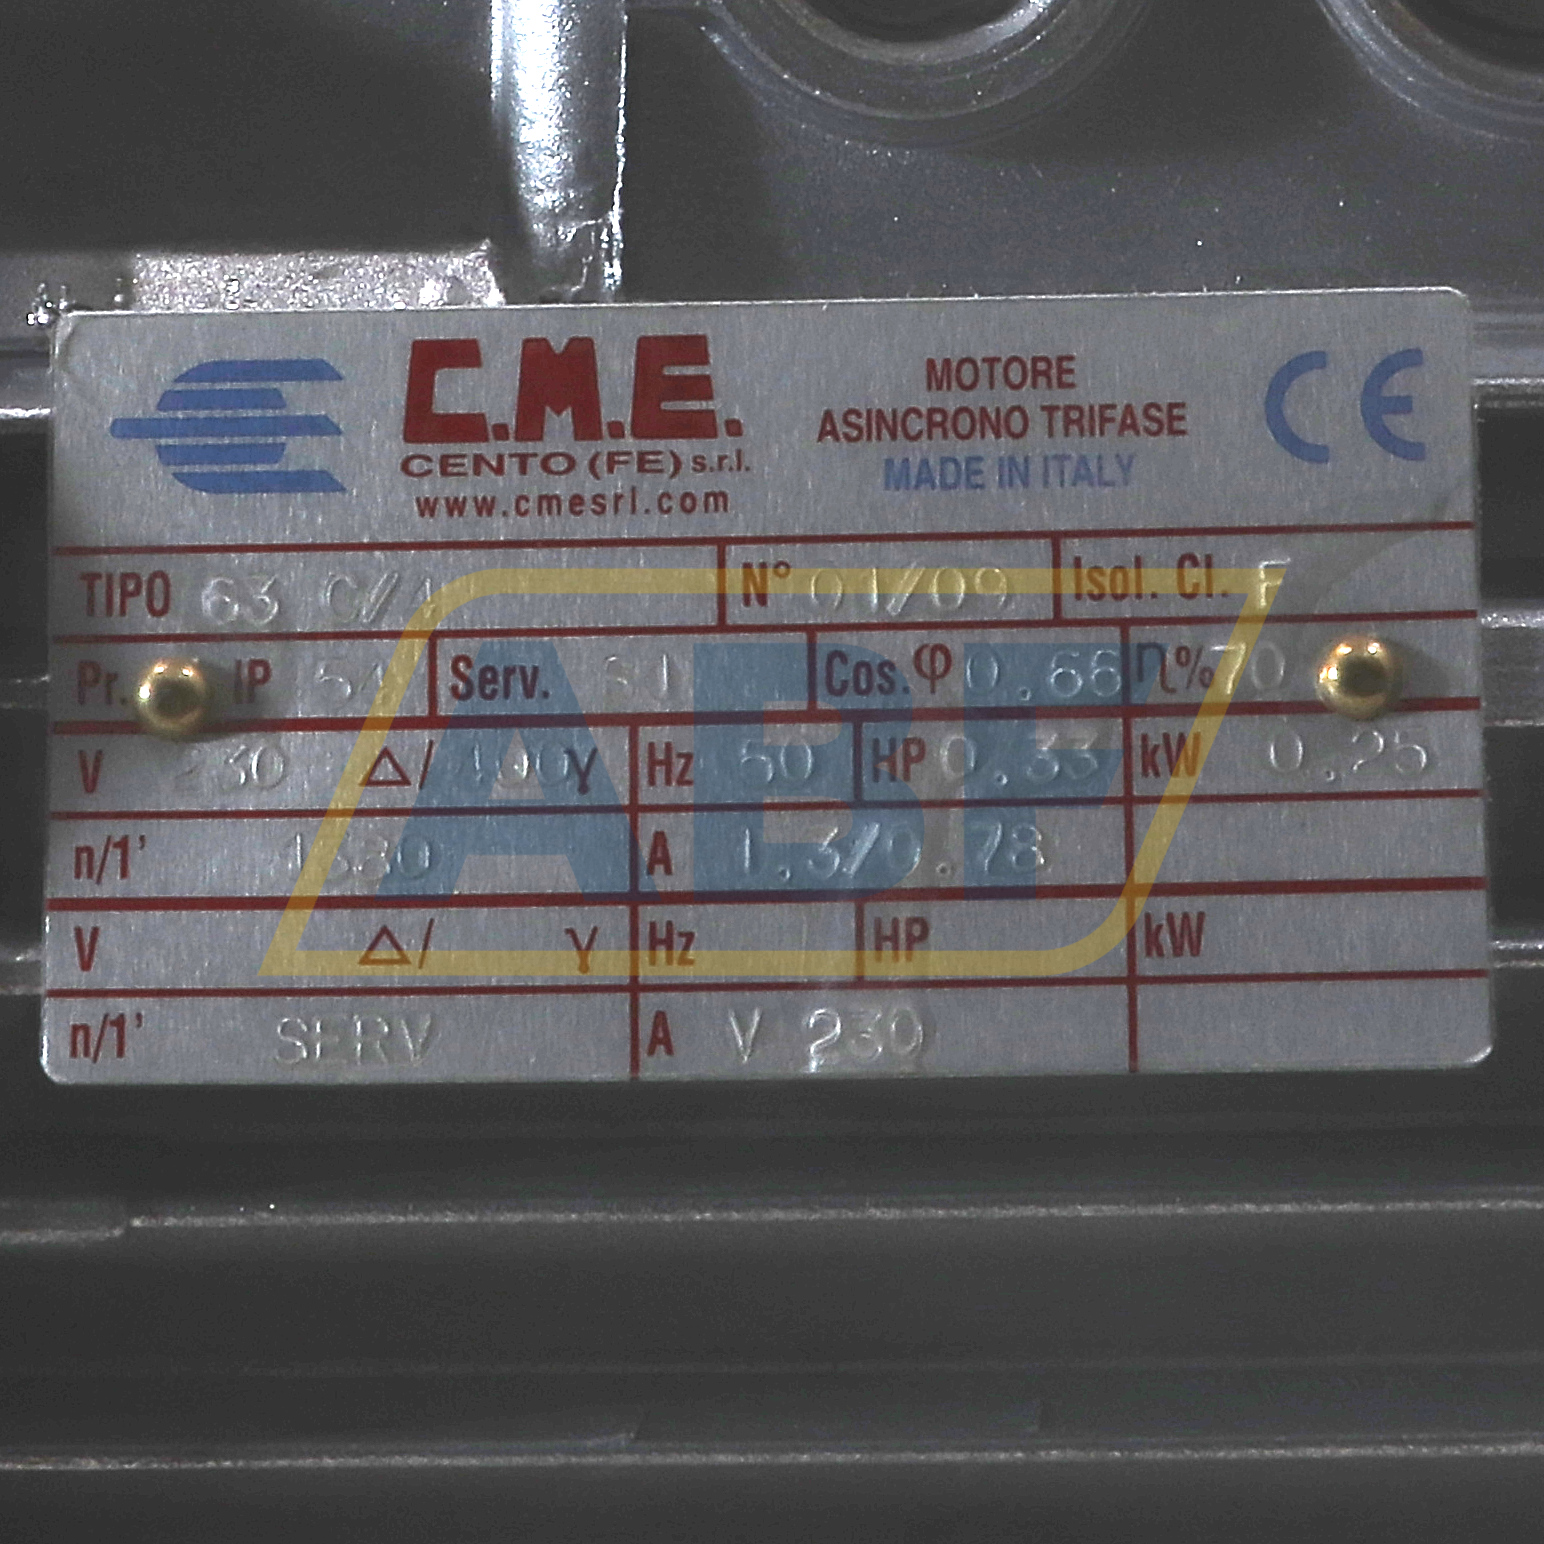 C.M.E.
CENTO (FE) s.r.l.
www.cmesrl.com
MOTORE
ASINCRONO TRIFASE
MADE IN ITALY
CE
TIPO 63 C/4 N° 01/09 Isol. Cl. F
Pr. IP 54 Serv. S1 Cos. φ 0.66 η% 70
V 230 Δ/ 400 Y Hz 50 HP 0.33 kW 0.25
n/1' 1380 A 1.3/0.78
V Δ/ Y Hz HP kW
n/1' SERV A V 230
ABF